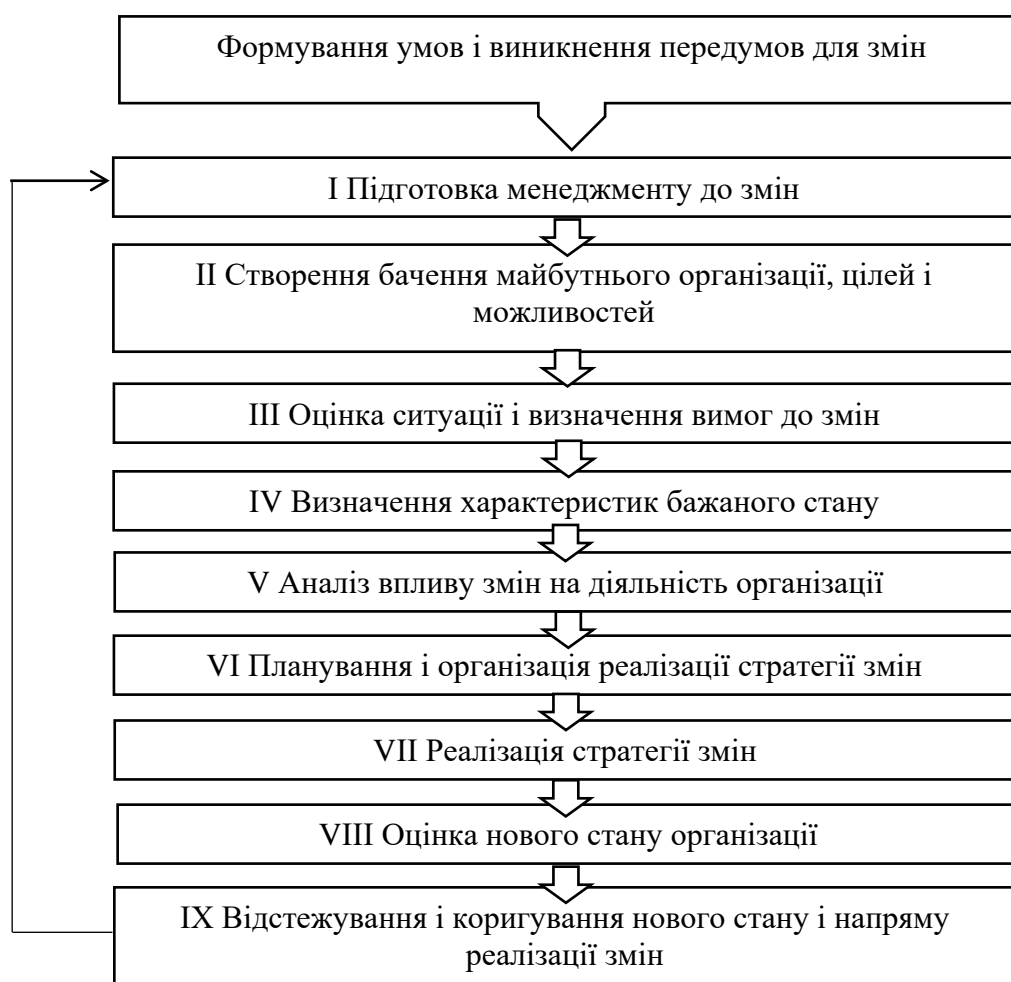 Формування умов і виникнення передумов для змін
I Підготовка менеджменту до змін
II Створення бачення майбутнього організації, цілей і
можливостей
III Оцінка ситуації і визначення вимог до змін
IV Визначення характеристик бажаного стану
V Аналіз впливу змін на діяльність організації
VI Планування і організація реалізації стратегії змін
VII Реалізація стратегії змін
VIII Оцінка нового стану організації
IX Відстежування і коригування нового стану і напряму
реалізації змін